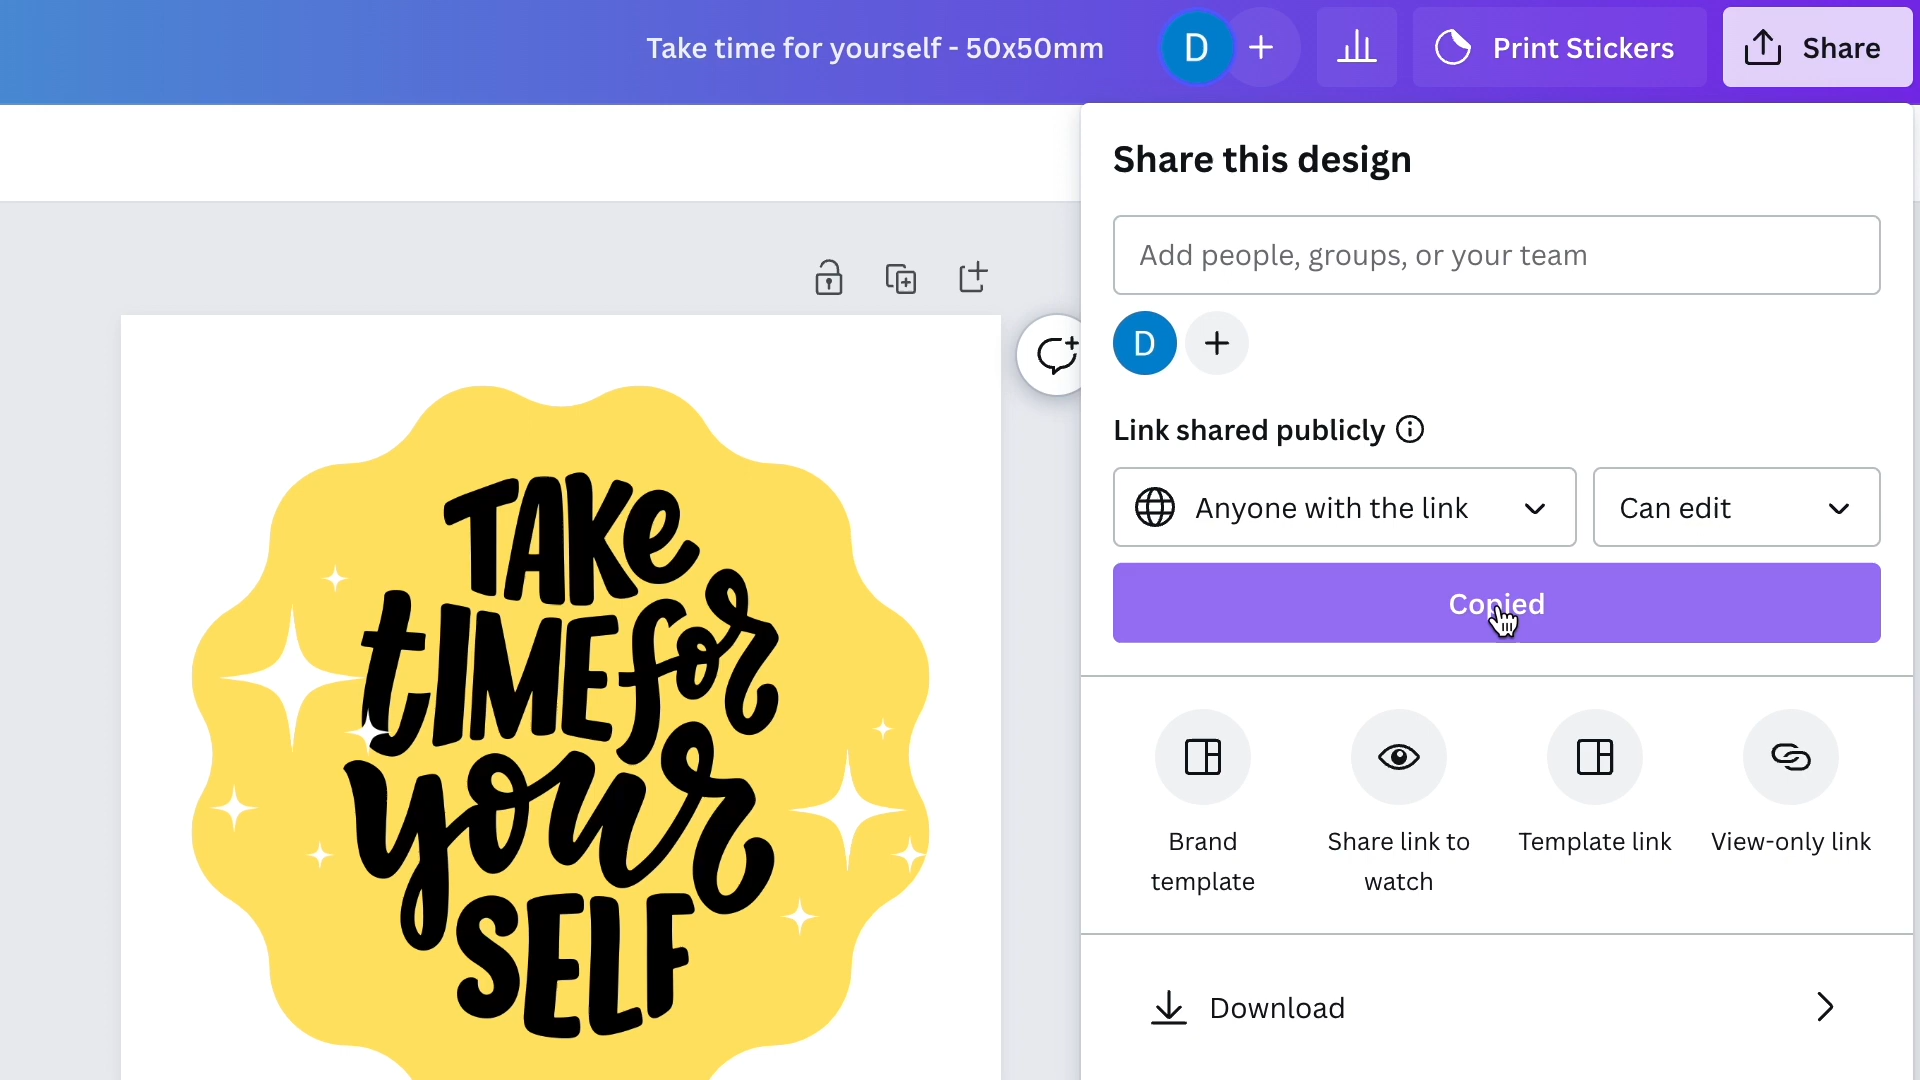 Take time for yourself - 50x50mm
D
Print Stickers
Share
Share this design
Add people, groups, or your team
D
Link shared publicly
Anyone with the link
Can edit
Copied
Brand
template
Share link to
watch
Template link
View-only link
Download
TAKe
tIME for
your
SELF